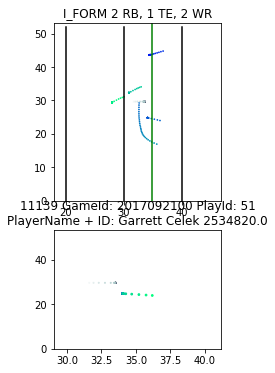 I_FORM 2 RB, 1 TE, 2 WR
50
40
30
20
10
0
20 30 40
11159 GameId: 2017092100 PlayId: 51
PlayerName + ID: Garrett Celek 2534820.0
40
20
0
30.0 32.5 35.0 37.5 40.0